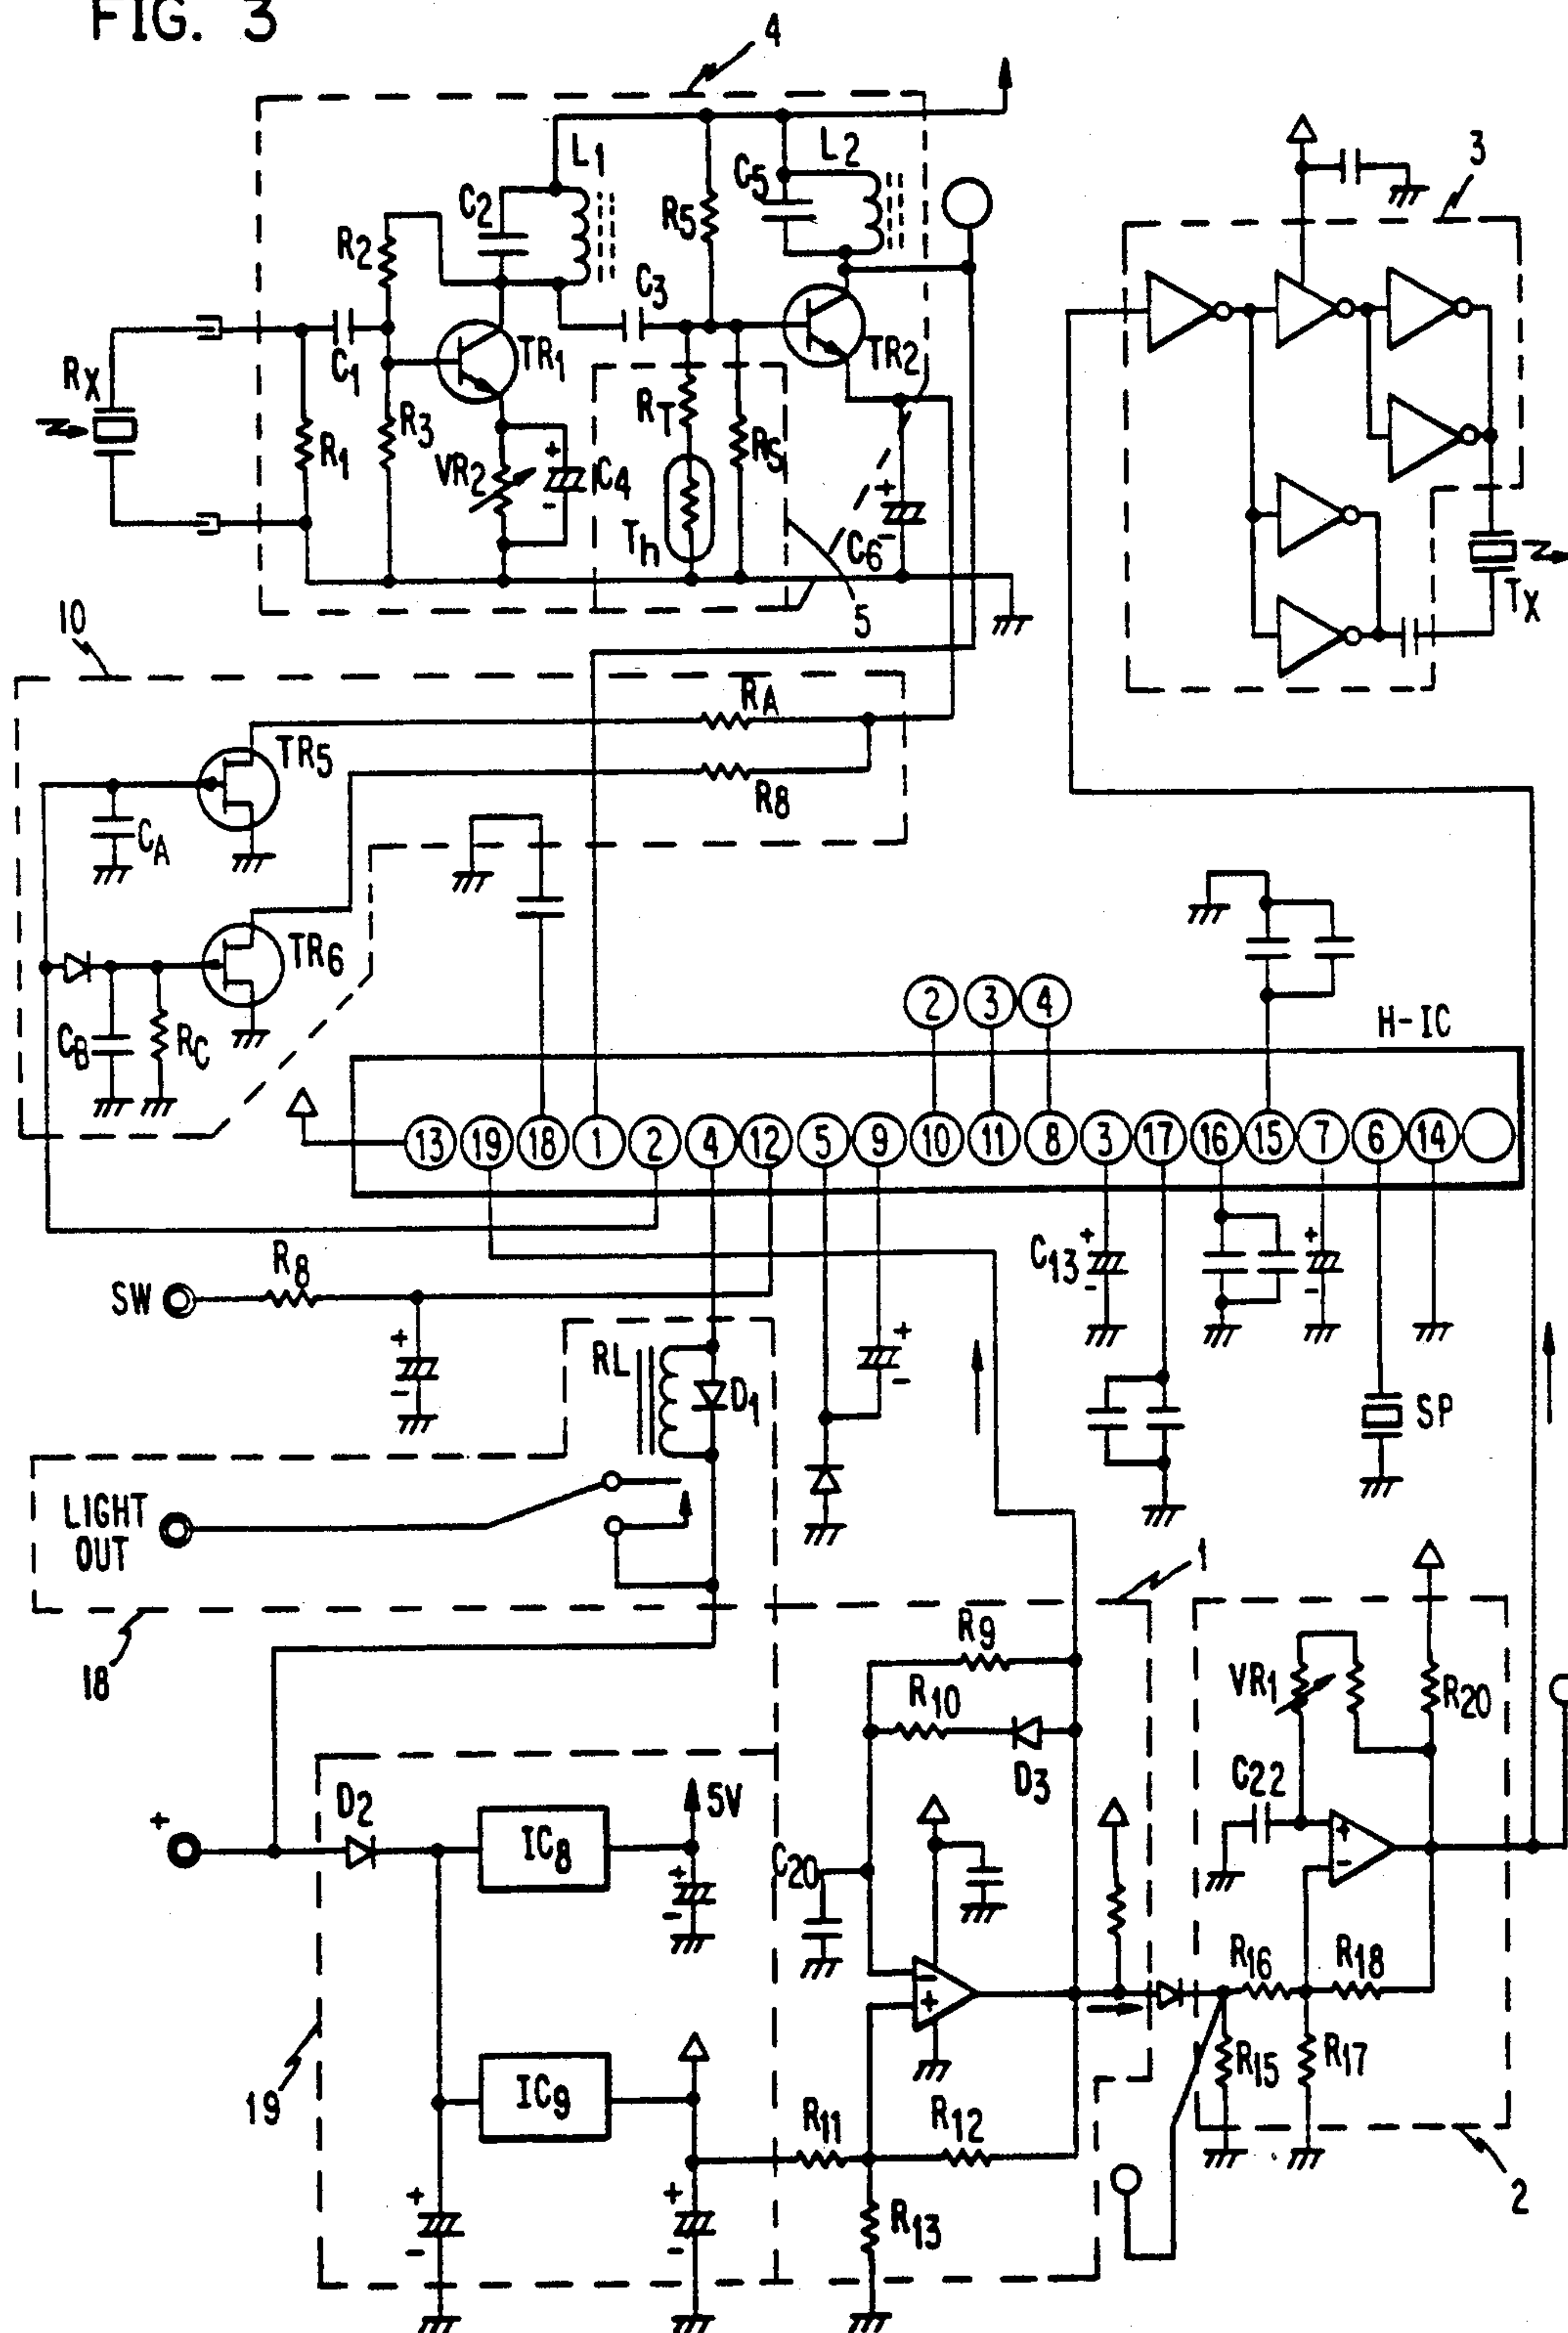 FIG. 3
4
L1
L2
C2
C5
R5
3
R2
C3
TR1
TR2
C1
RX
R1
R3
VR2
C4
+
-
RT
RS
Th
C6
+
-
5
TX
10
RA
TR5
R8
CA
TR6
CB
RC
2 3 4
H-IC
13 19 18 1 2 4 12 5 9 10 11 8 3 17 16 15 7 6 14
SW
R8
+
-
C13
+
-
+
-
RL
D1
+
-
SP
LIGHT
OUT
1
18
R9
R10
D3
VR1
R20
C22
+
D2
IC8
5V
+
-
C20
-
+
+
-
R16
R18
R15
R17
19
IC9
R11
R12
R13
+
-
+
-
2